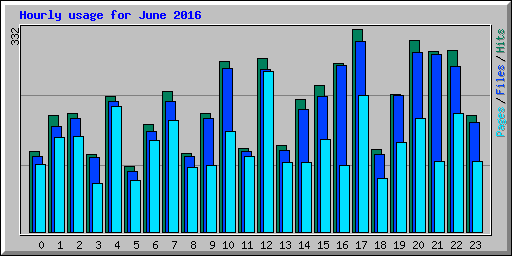 Hourly usage for June 2016
332
Pages / Files / Hits
0 1 2 3 4 5 6 7 8 9 10 11 12 13 14 15 16 17 18 19 20 21 22 23